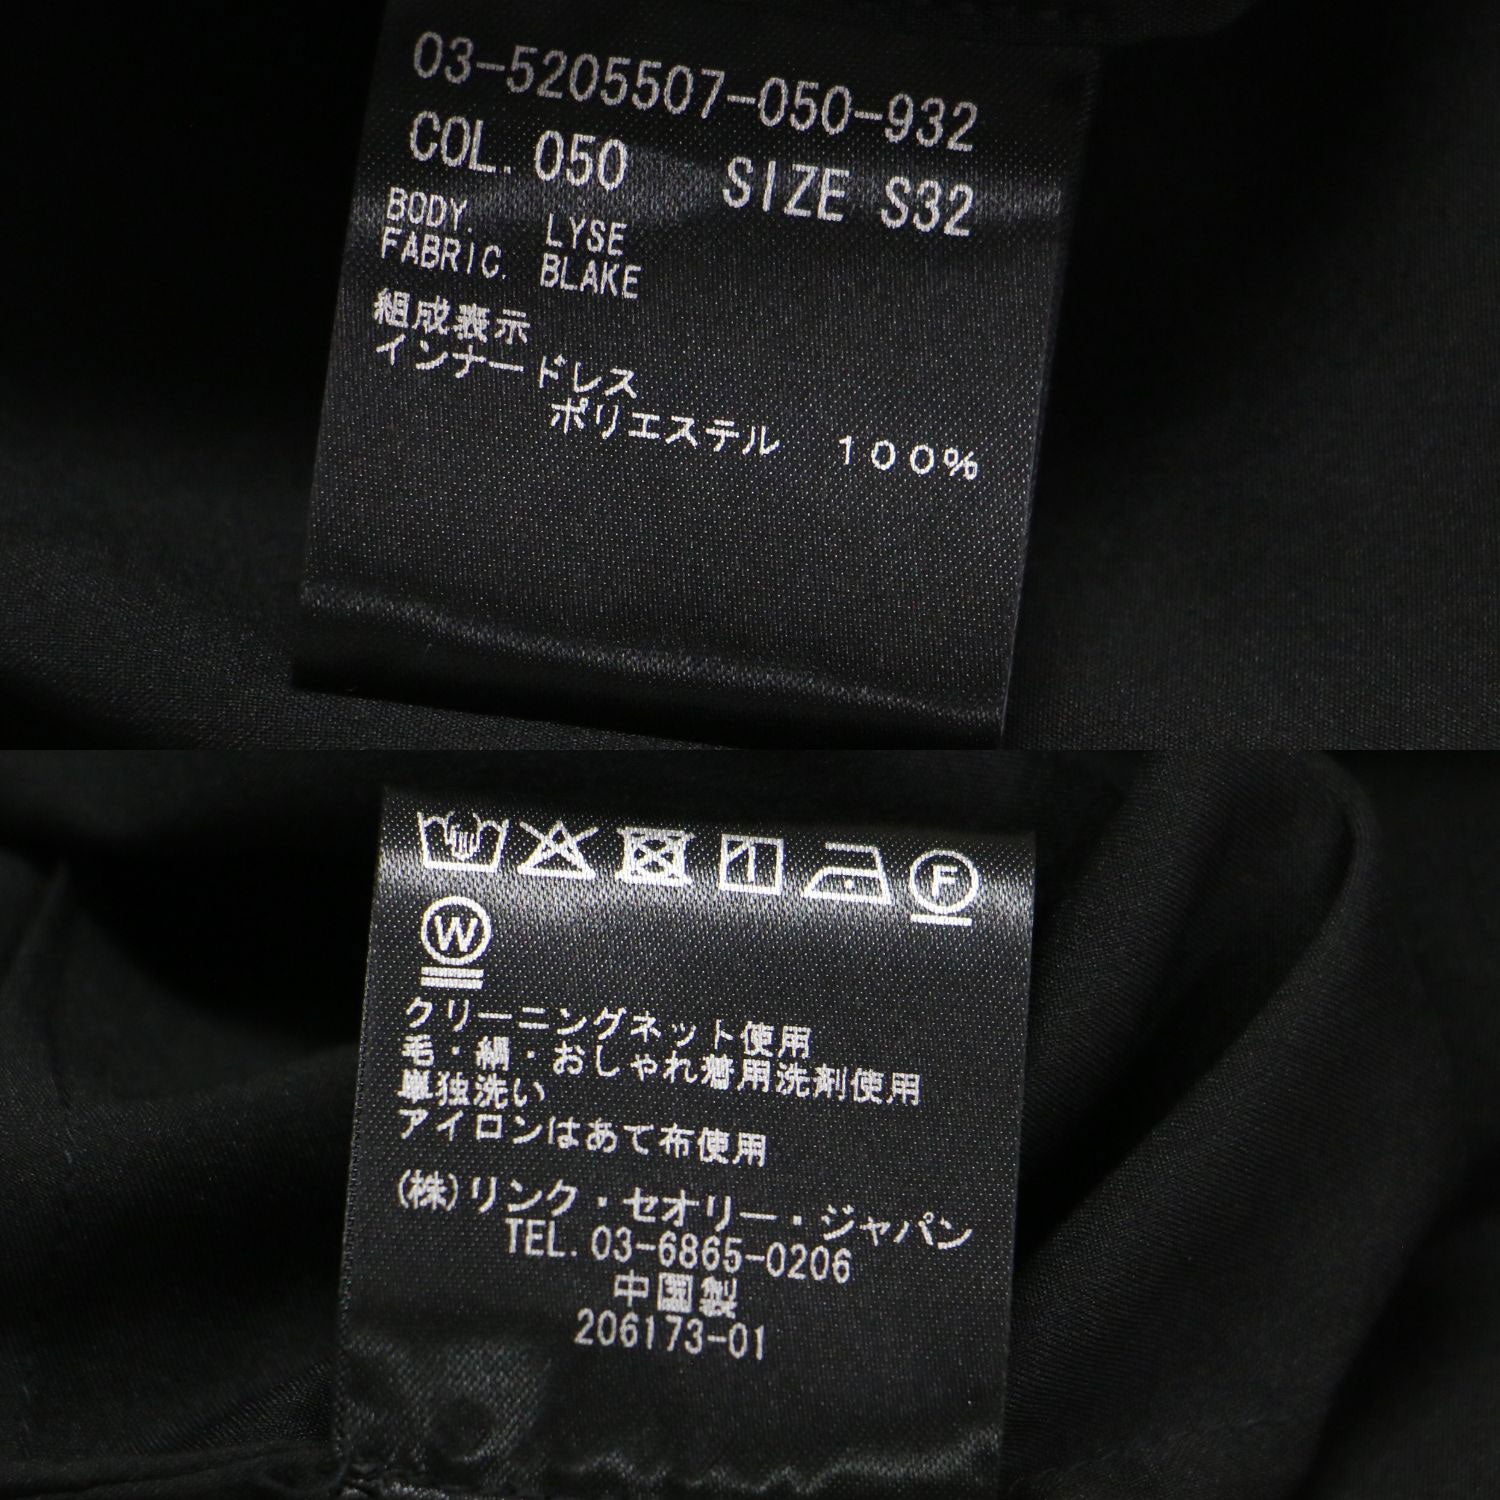 03-5205507-050-932
COL. 050 SIZE S32
BODY. LYSE
FABRIC. BLAKE
組成表示
インナードレス
ポリエステル 100%
1
F
W
クリーニングネット使用
毛・絹・おしゃれ着用洗剤使用
単独洗い
アイロンはあて布使用
(株)リンク・セオリー・ジャパン
TEL. 03-6865-0206
中国製
206173-01